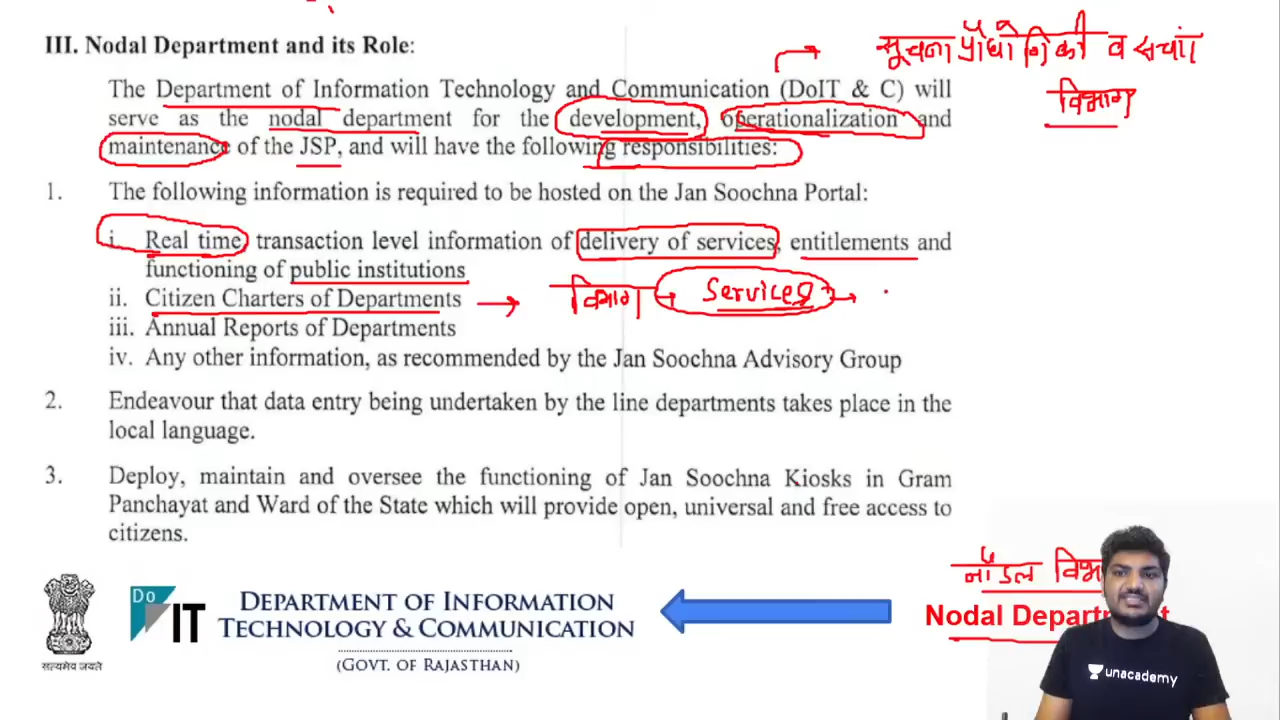 III. Nodal Department and its Role:
सूचना प्रौद्योगिकी व संचार
विभाग
The Department of Information Technology and Communication (DoIT & C) will
serve as the nodal department for the development, operationalization and
maintenance of the JSP, and will have the following responsibilities:
1. The following information is required to be hosted on the Jan Soochna Portal:
i. Real time transaction level information of delivery of services, entitlements and
functioning of public institutions
ii. Citizen Charters of Departments → विभाग → Services →
iii. Annual Reports of Departments
iv. Any other information, as recommended by the Jan Soochna Advisory Group
2. Endeavour that data entry being undertaken by the line departments takes place in the
local language.
3. Deploy, maintain and oversee the functioning of Jan Soochna Kiosks in Gram
Panchayat and Ward of the State which will provide open, universal and free access to
citizens.
सत्यमेव जयते
Do IT
DEPARTMENT OF INFORMATION
TECHNOLOGY & COMMUNICATION
(GOVT. OF RAJASTHAN)
नॉडल
Nodal
unacademy